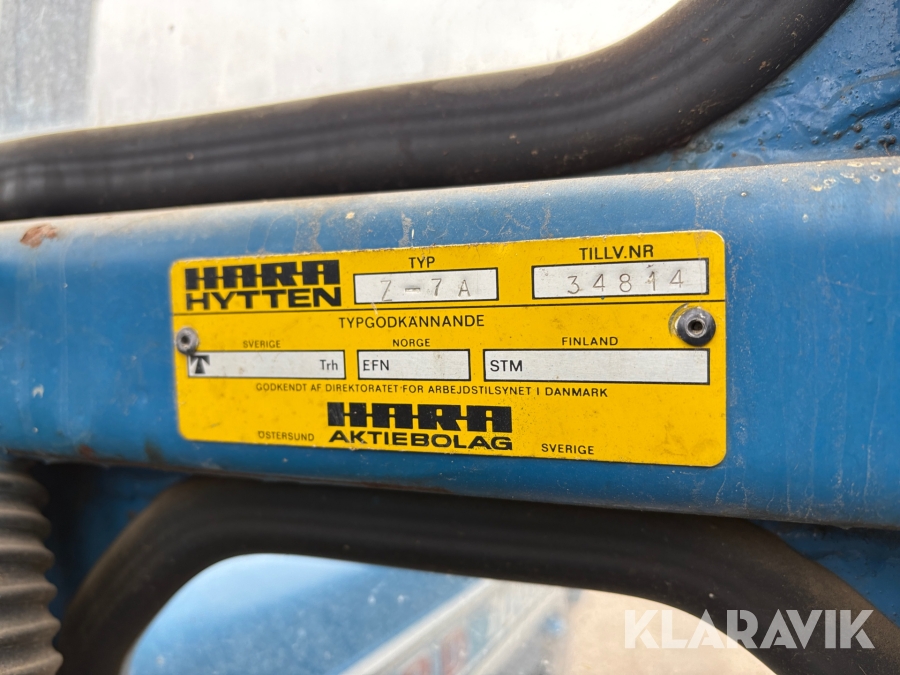 HARA
HYTTEN
TYP
Z-7A
TILLV.NR
34814
TYPGODKÄNNANDE
SVERIGE
NORGE
FINLAND
T Trh
EFN
STM
GODKENDT AF DIREKTORATET FOR ARBEJDSTILSYNET I DANMARK
HARA
ÖSTERSUND AKTIEBOLAG SVERIGE
KLARAVIK